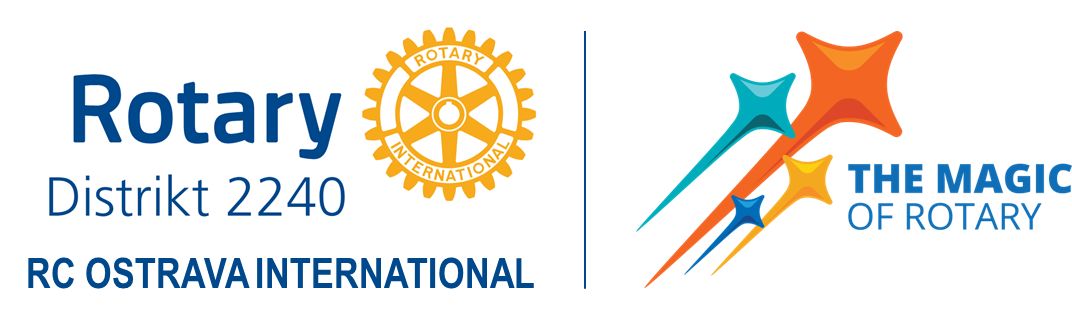 Rotary
ROTARY
INTERNATIONAL
Distrikt 2240
RC OSTRAVA INTERNATIONAL
THE MAGIC
OF ROTARY